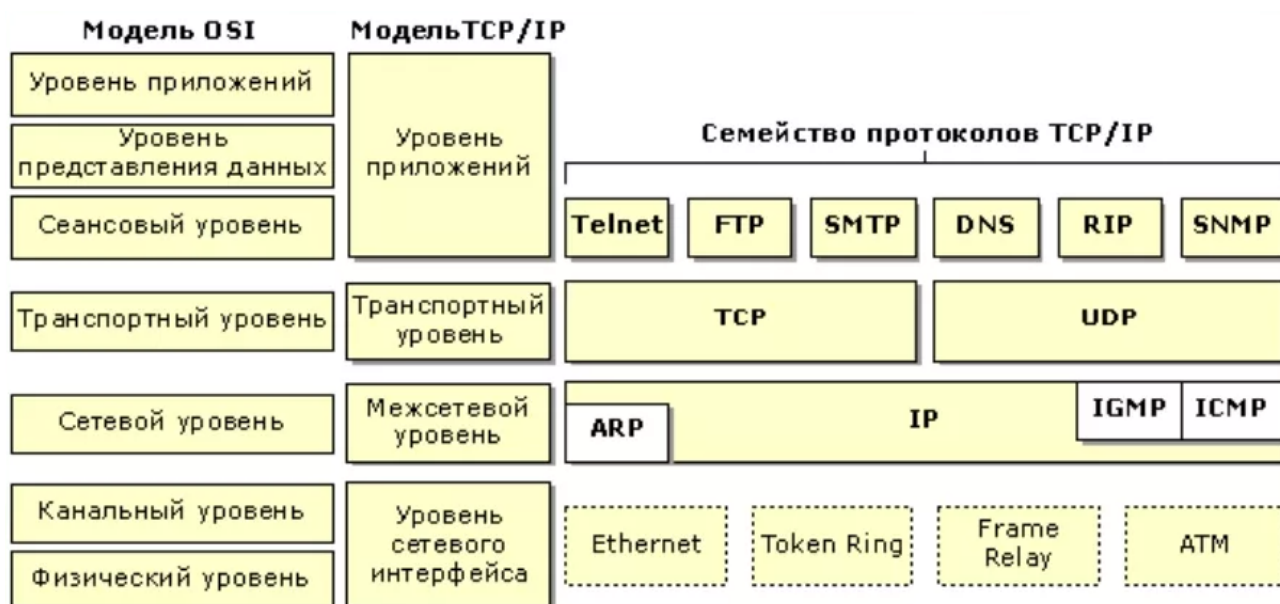 Модель OSI
МодельTCP/IP
Уровень приложений
Уровень
представления данных
Сеансовый уровень
Транспортный уровень
Сетевой уровень
Канальный уровень
Физический уровень
Уровень
приложений
Транспортный
уровень
Межсетевой
уровень
Уровень
сетевого
интерфейса
Семейство протоколов TCP/IP
Telnet
FTP
SMTP
DNS
RIP
SNMP
TCP
UDP
ARP
IP
IGMP
ICMP
Ethernet
Token Ring
Frame
Relay
ATM